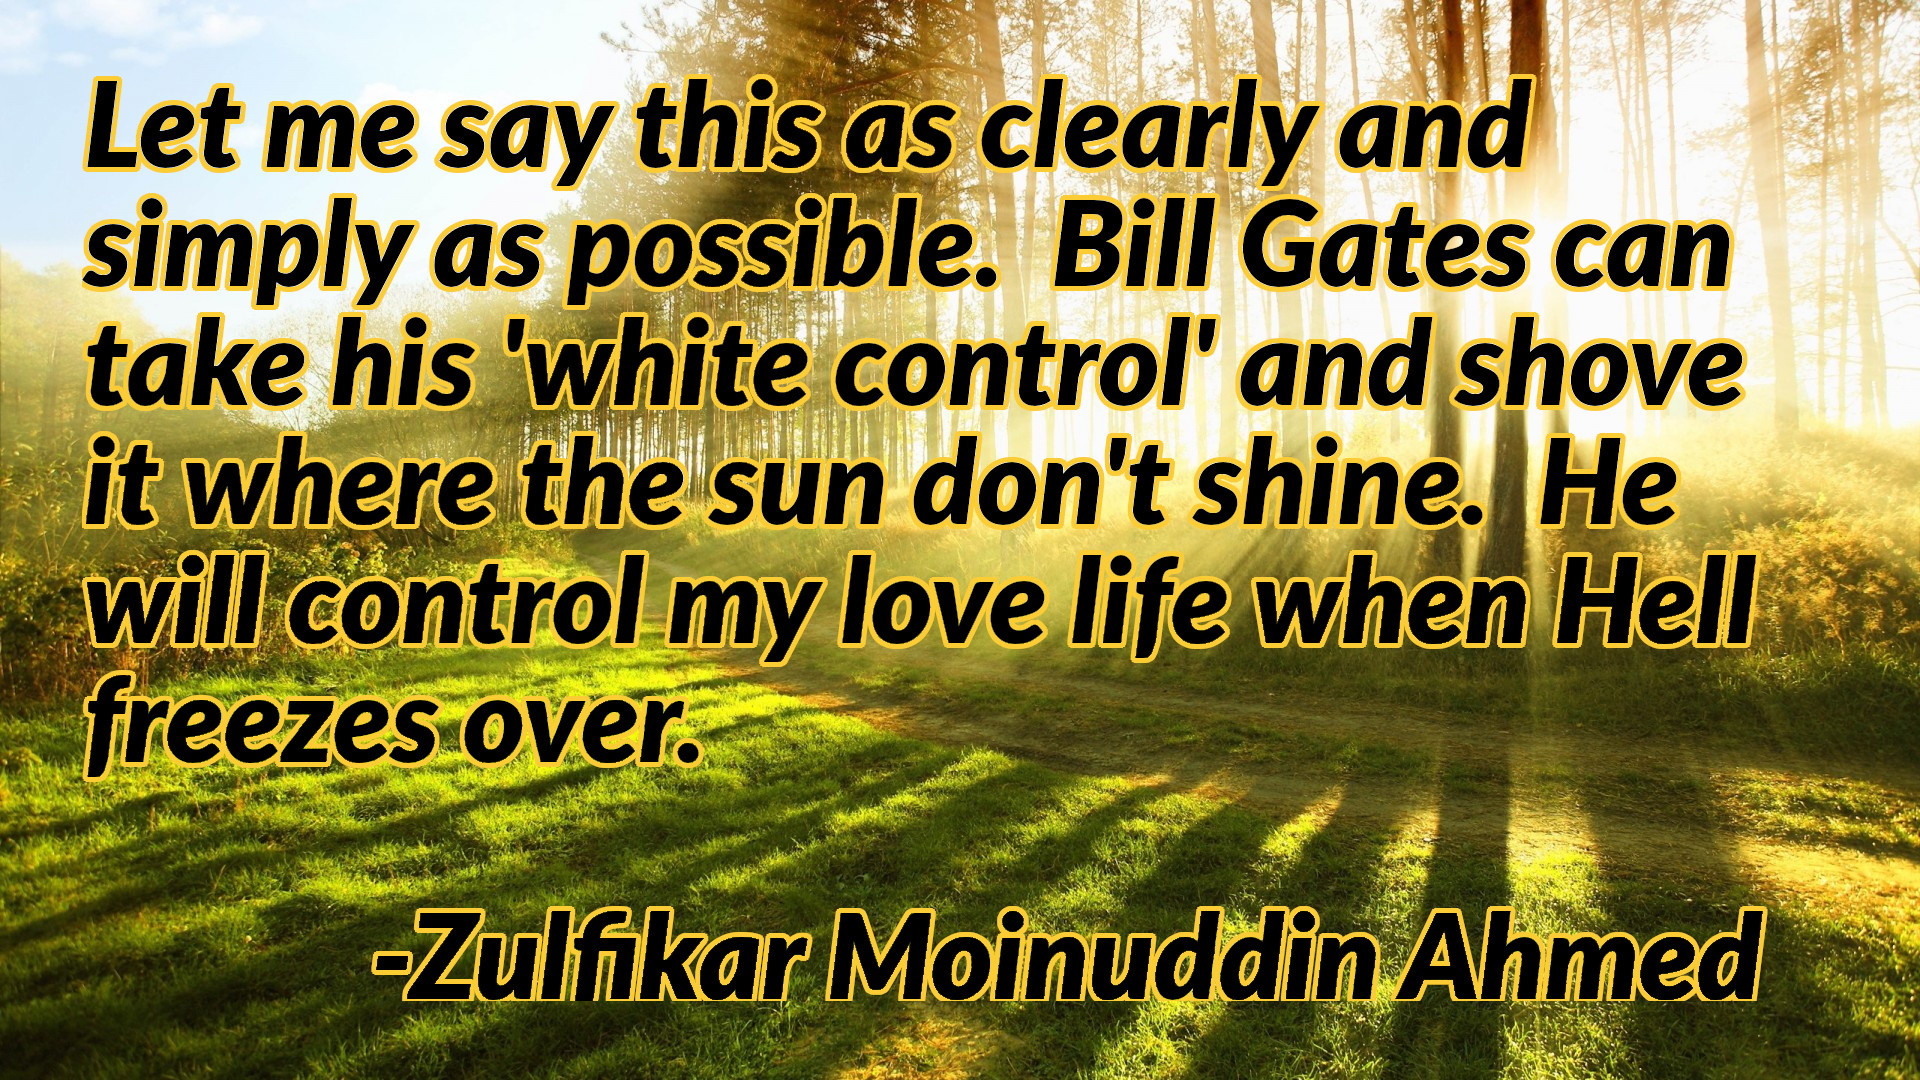 Let me say this as clearly and
simply as possible.  Bill Gates can
take his 'white control' and shove
it where the sun don't shine.  He
will control my love life when Hell
freezes over.
-Zulfikar Moinuddin Ahmed